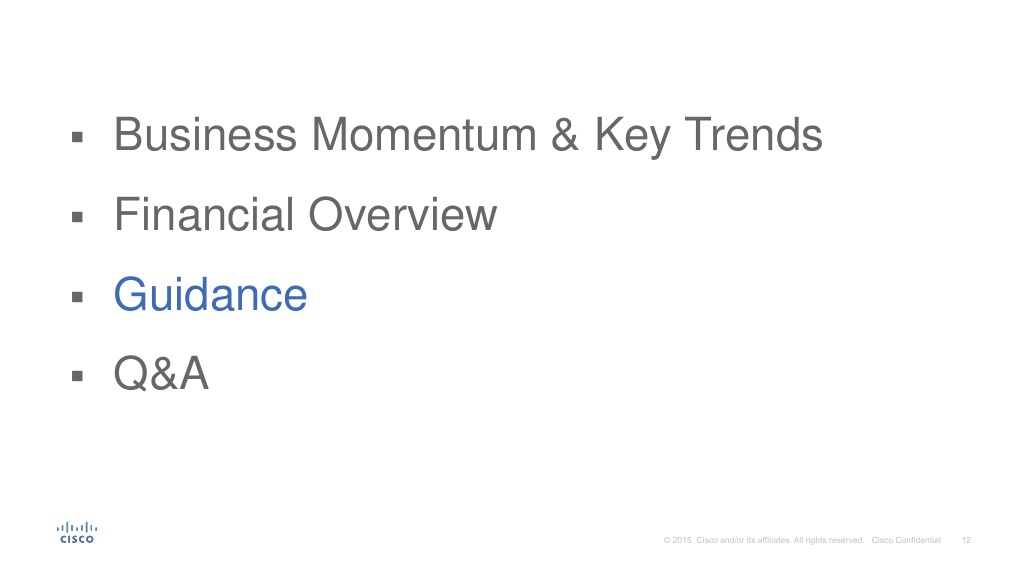 ▪ Business Momentum & Key Trends
▪ Financial Overview
▪ Guidance
▪ Q&A
CISCO
© 2015 Cisco and/or its affiliates. All rights reserved. Cisco Confidential 12